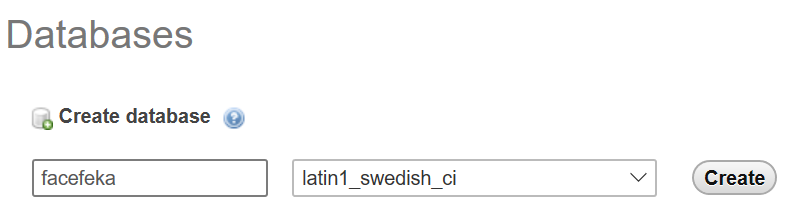 Databases
Create database
facefeka latin1_swedish_ci Create